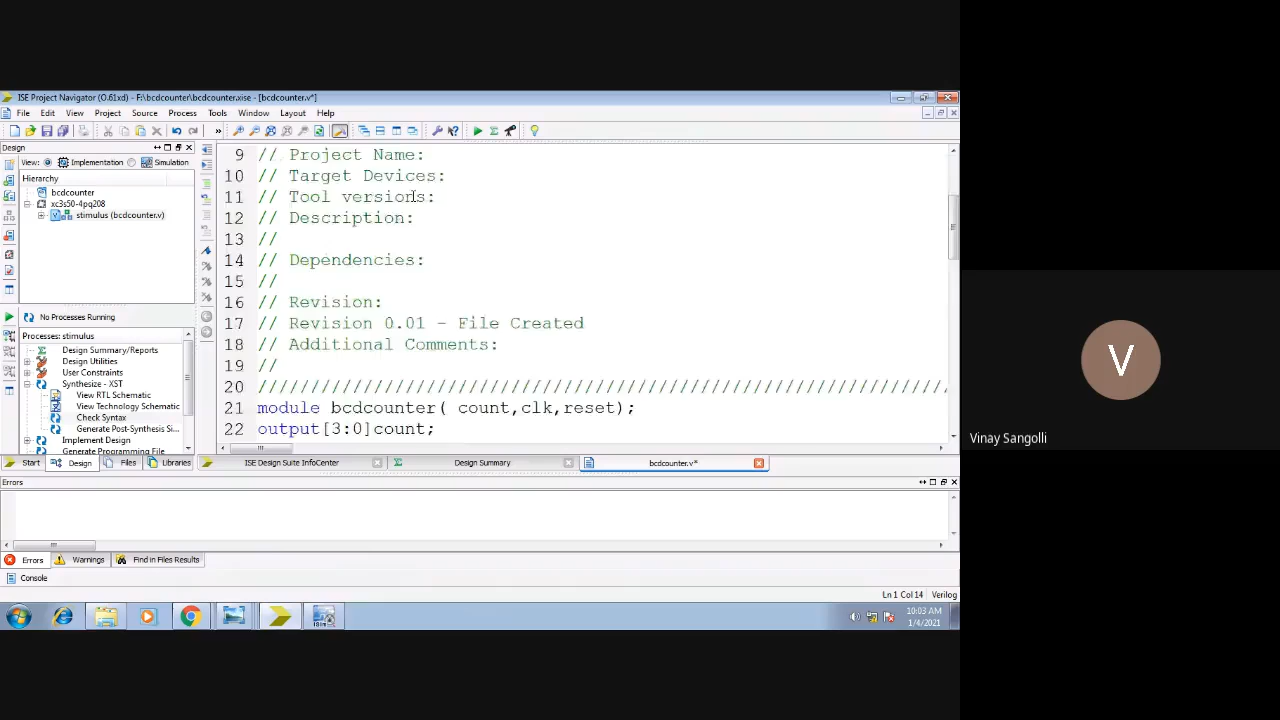 ISE Project Navigator (O.61xd) - F:\bcdcounter\bcdcounter.xise - [bcdcounter.v*]
File Edit View Project Source Process Tools Window Layout Help
»
Design
View: Implementation Simulation
Hierarchy
bcdcounter
xc3s50-4pq208
stimulus (bcdcounter.v)
No Processes Running
Processes: stimulus
Design Summary/Reports
Design Utilities
User Constraints
Synthesize - XST
View RTL Schematic
View Technology Schematic
Check Syntax
Generate Post-Synthesis Si...
Implement Design
Generate Programming File
Start Design Files Libraries
9 // Project Name:
10 // Target Devices:
11 // Tool versions:
12 // Description:
13 //
14 // Dependencies:
15 //
16 // Revision:
17 // Revision 0.01 - File Created
18 // Additional Comments:
19 //
20 //////////////////////////////////////////////////////////////////
21 module bcdcounter( count,clk,reset);
22 output[3:0]count;
ISE Design Suite InfoCenter Design Summary bcdcounter.v*
Errors
Errors Warnings Find in Files Results
Console
Ln 1 Col 14 Verilog
10:03 AM
1/4/2021
V
Vinay Sangolli